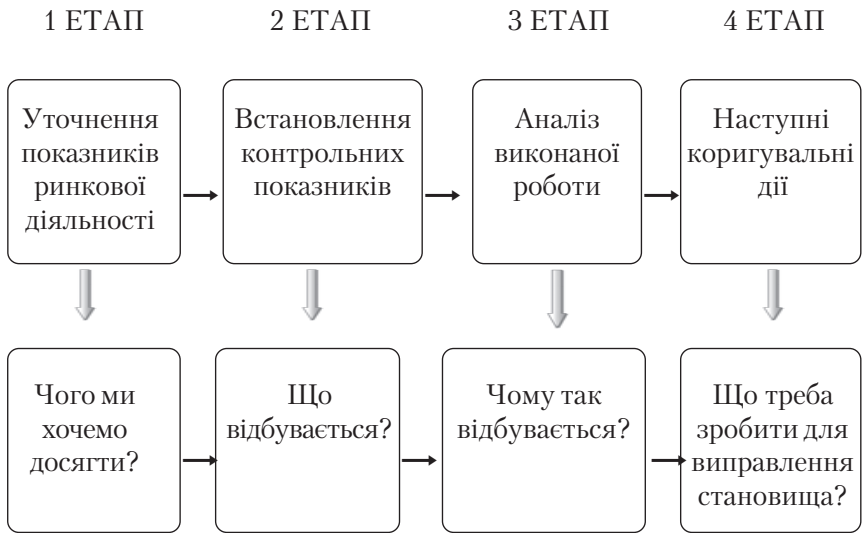 1 ЕТАП
2 ЕТАП
3 ЕТАП
4 ЕТАП
Уточнення
показників
ринкової
діяльності
Встановлення
контрольних
показників
Аналіз
виконаної
роботи
Наступні
коригувальні
дії
Чого ми
хочемо
досягти?
Що
відбувається?
Чому так
відбувається?
Що треба
зробити для
виправлення
становища?